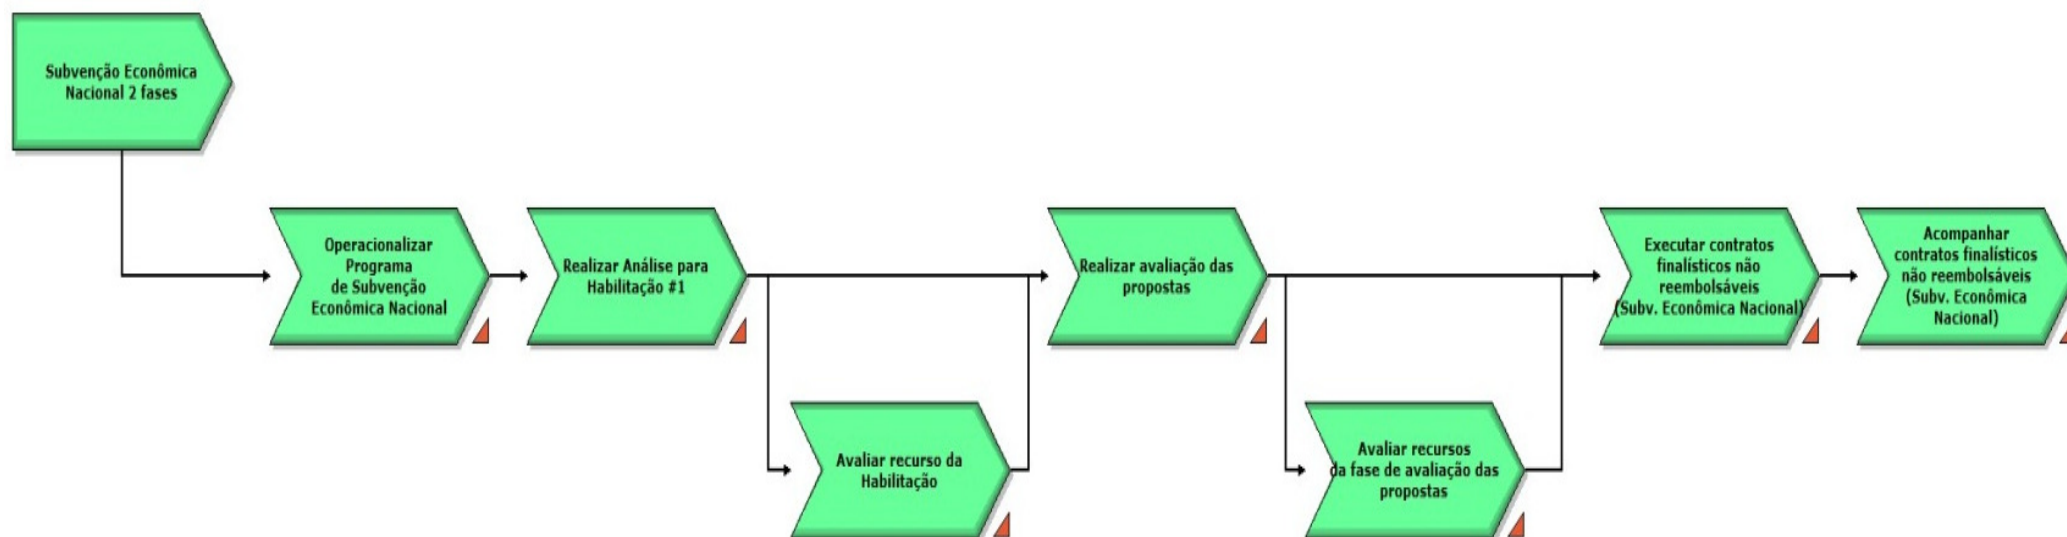 Subvenção Econômica
Nacional 2 fases
Operacionalizar
Programa
de Subvenção
Econômica Nacional
Realizar Análise para
Habilitação #1
Avaliar recurso da
Habilitação
Realizar avaliação das
propostas
Avaliar recursos
da fase de avaliação das
propostas
Executar contratos
finalísticos não
reembolsáveis
(Subv. Econômica Nacional)
Acompanhar
contratos finalísticos
não reembolsáveis
(Subv. Econômica
Nacional)